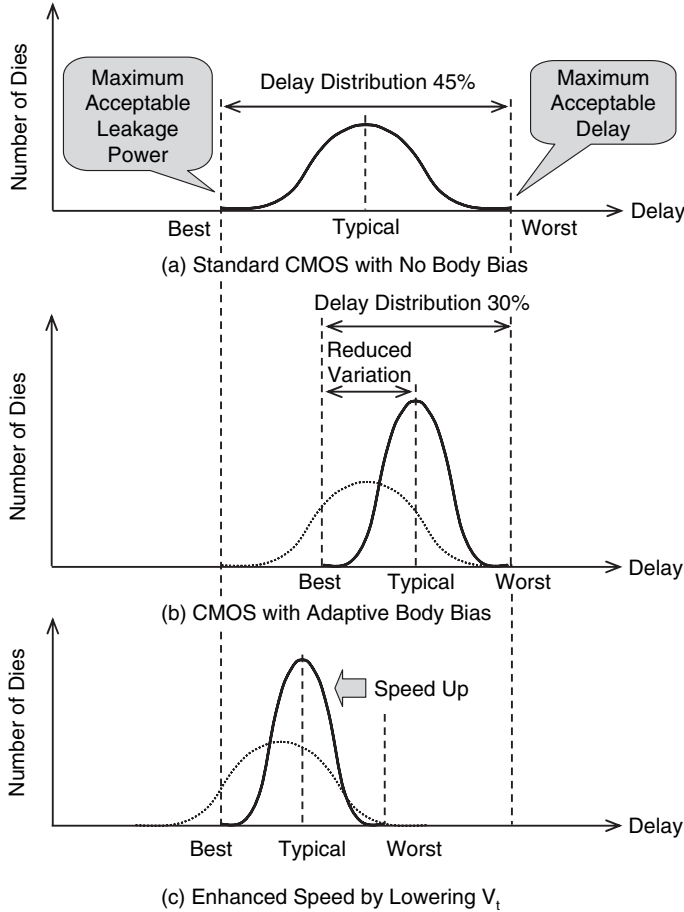 Number of Dies
Maximum
Acceptable
Leakage
Power
Delay Distribution 45%
Maximum
Acceptable
Delay
Best
Typical
Worst
Delay
(a) Standard CMOS with No Body Bias
Number of Dies
Delay Distribution 30%
Reduced
Variation
Best
Typical
Worst
Delay
(b) CMOS with Adaptive Body Bias
Number of Dies
Speed Up
Best
Typical
Worst
Delay
(c) Enhanced Speed by Lowering Vt